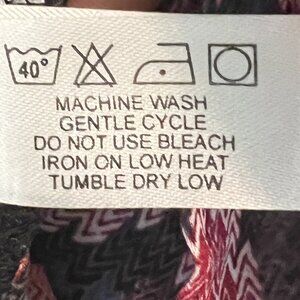 40°
MACHINE WASH
GENTLE CYCLE
DO NOT USE BLEACH
IRON ON LOW HEAT
TUMBLE DRY LOW